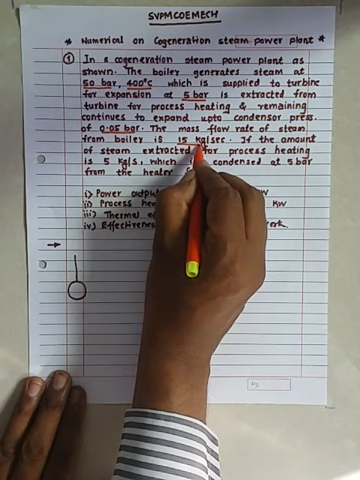 SVPMCOEMECH
* Numerical on Cogeneration steam power plant *
① In a cogeneration steam power plant as
shown. The boiler generates steam at
50 bar, 400°C which is supplied to turbine
for expansion at 5 bar is extracted from
turbine for process heating & remaining
continues to expand upto condensor press.
of 0.05 bar. The mass flow rate of steam
from boiler is 15 kg/sec. If the amount
of steam extracted for process heating
is 5 kg/s, which is condensed at 5 bar
from the heater
i) Power
ii) Process KW
iii) Thermal
iv) Effectiveness
→
PG